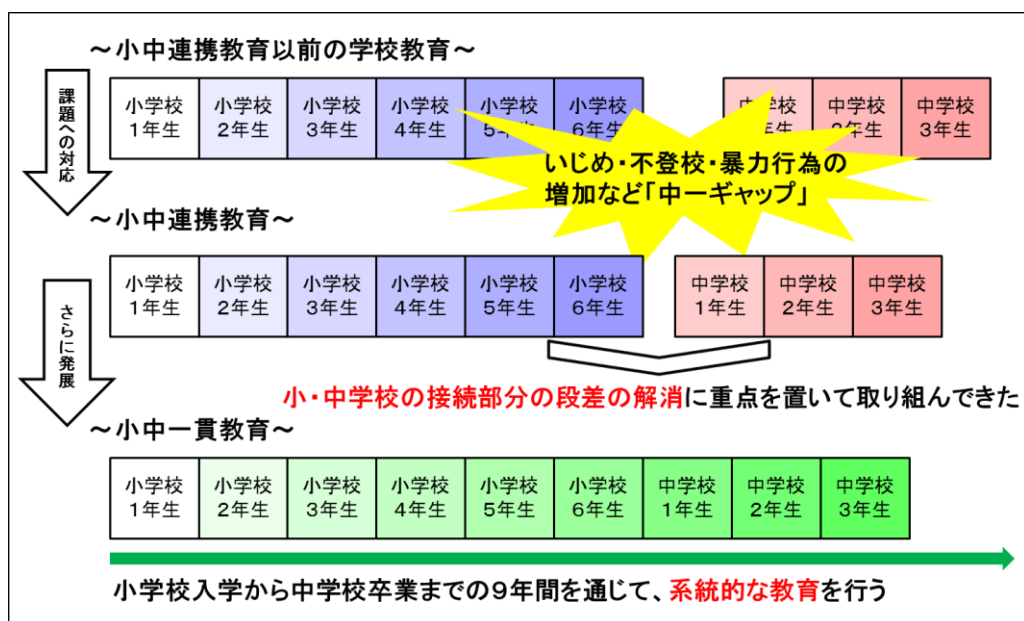 ～小中連携教育以前の学校教育～
課題への対応
小学校
1年生
小学校
2年生
小学校
3年生
小学校
4年生
小学校
5年生
小学校
6年生
中学校
年生
中学校
2年生
中学校
3年生
いじめ・不登校・暴力行為の
増加など「中一ギャップ」
～小中連携教育～
さらに発展
小学校
1年生
小学校
2年生
小学校
3年生
小学校
4年生
小学校
5年生
小学校
6年生
中学校
1年生
中学校
2年生
中学校
3年生
小・中学校の接続部分の段差の解消に重点を置いて取り組んできた
～小中一貫教育～
小学校
1年生
小学校
2年生
小学校
3年生
小学校
4年生
小学校
5年生
小学校
6年生
中学校
1年生
中学校
2年生
中学校
3年生
小学校入学から中学校卒業までの9年間を通じて、系統的な教育を行う